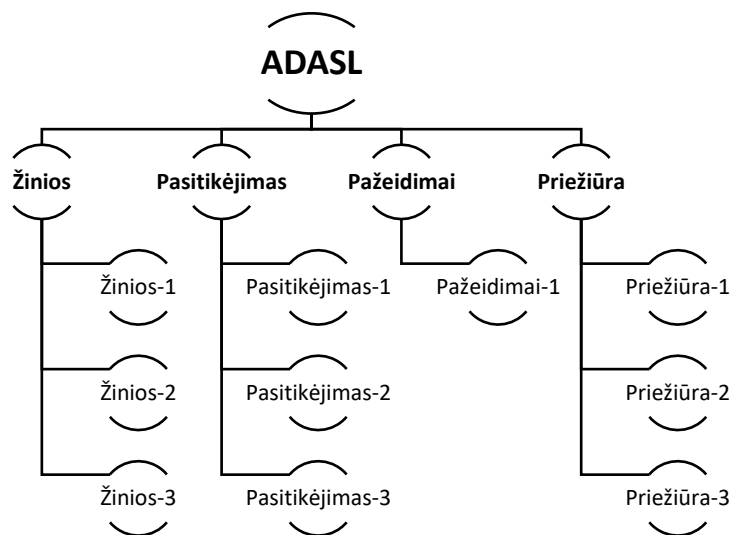 ADASL
Žinios
Pasitikėjimas
Pažeidimai
Priežiūra
Žinios-1
Pasitikėjimas-1
Pažeidimai-1
Priežiūra-1
Žinios-2
Pasitikėjimas-2
Priežiūra-2
Žinios-3
Pasitikėjimas-3
Priežiūra-3